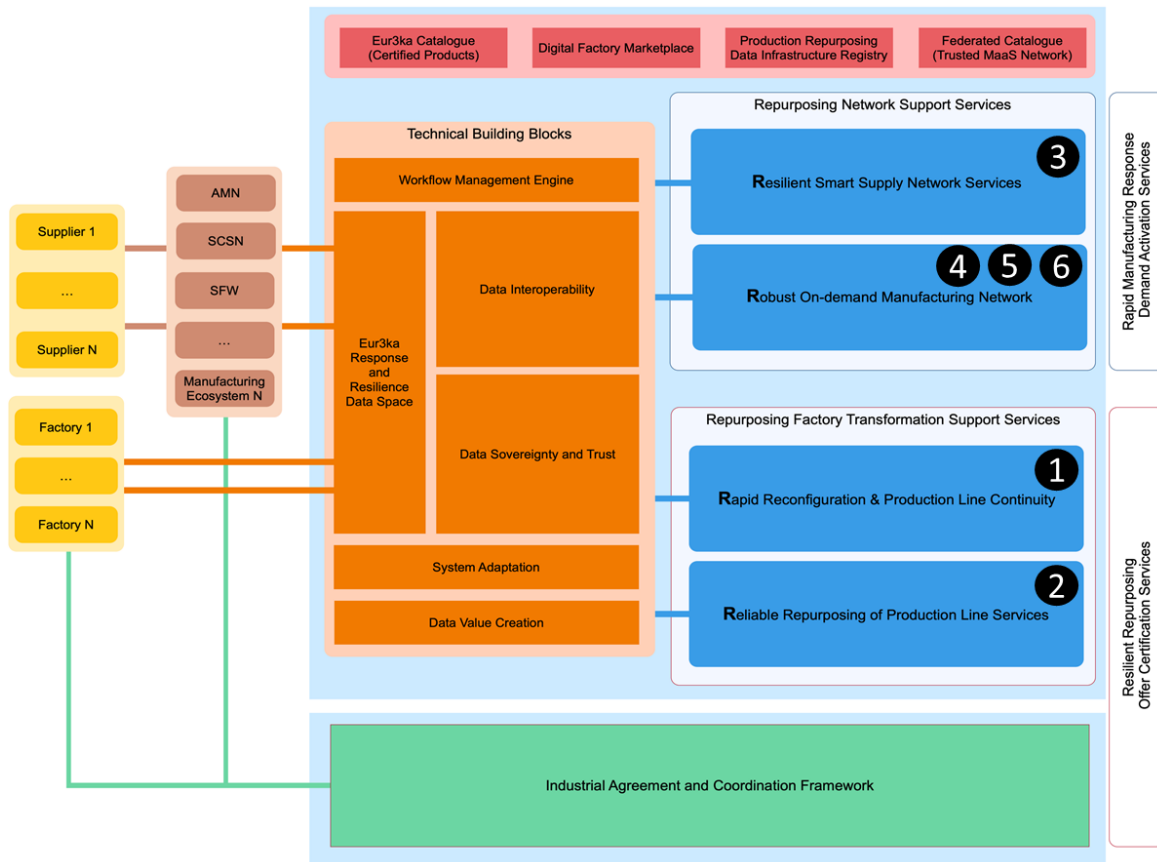 Eur3ka Catalogue
(Certified Products)
Digital Factory Marketplace
Production Repurposing
Data Infrastructure Registry
Federated Catalogue
(Trusted MaaS Network)
Technical Building Blocks
Workflow Management Engine
Eur3ka
Response
and
Resilience
Data Space
Data Interoperability
Data Sovereignty and Trust
System Adaptation
Data Value Creation
Repurposing Network Support Services
3
Resilient Smart Supply Network Services
4
5
6
Robust On-demand Manufacturing Network
Repurposing Factory Transformation Support Services
1
Rapid Reconfiguration & Production Line Continuity
2
Reliable Repurposing of Production Line Services
Rapid Manufacturing Response
Demand Activation Services
Resilient Repurposing
Offer Certification Services
AMN
SCSN
SFW
...
Manufacturing
Ecosystem N
Supplier 1
...
Supplier N
Factory 1
...
Factory N
Industrial Agreement and Coordination Framework